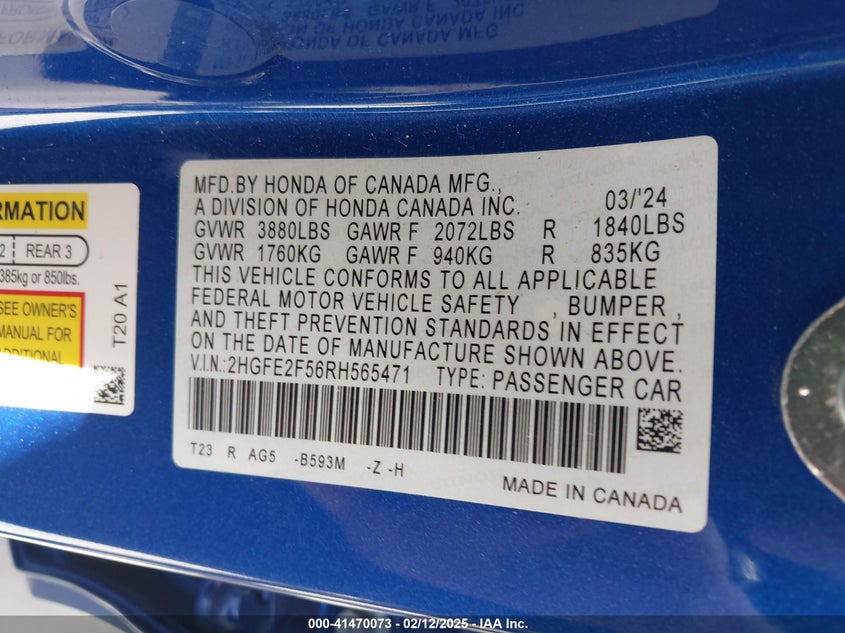 MFD.BY HONDA OF CANADA MFG.,
A DIVISION OF HONDA CANADA INC. 03/'24
GVWR 3880LBS GAWR F 2072LBS R 1840LBS
GVWR 1760KG GAWR F 940KG R 835KG
THIS VEHICLE CONFORMS TO ALL APPLICABLE
FEDERAL MOTOR VEHICLE SAFETY , BUMPER ,
AND THEFT PREVENTION STANDARDS IN EFFECT
ON THE DATE OF MANUFACTURE SHOWN ABOVE.
V.I.N.:2HGFE2F56RH565471 TYPE: PASSENGER CAR
T23 R AG5 -B593M -Z -H
MADE IN CANADA
RMATION
2 REAR 3
385kg or 850lbs.
SEE OWNER'S
MANUAL FOR
ADDITIONAL
T20 A1
000-41470073 - 02/12/2025 - IAA Inc.